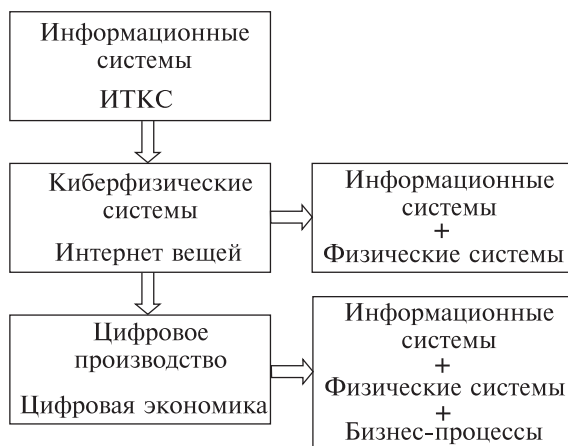 Информационные
системы
ИТКС
Киберфизические
системы
Интернет вещей
Информационные
системы
+
Физические системы
Цифровое
производство
Цифровая экономика
Информационные
системы
+
Физические системы
+
Бизнес-процессы